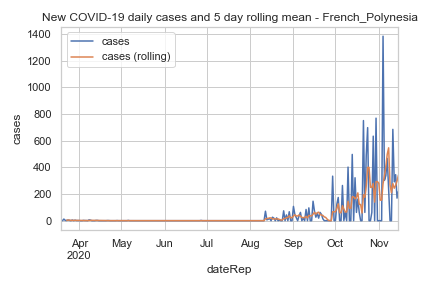 New COVID-19 daily cases and 5 day rolling mean - French_Polynesia
cases
cases (rolling)
1400
1200
1000
800
600
400
200
0
cases
Apr
2020
May
Jun
Jul
Aug
Sep
Oct
Nov
dateRep